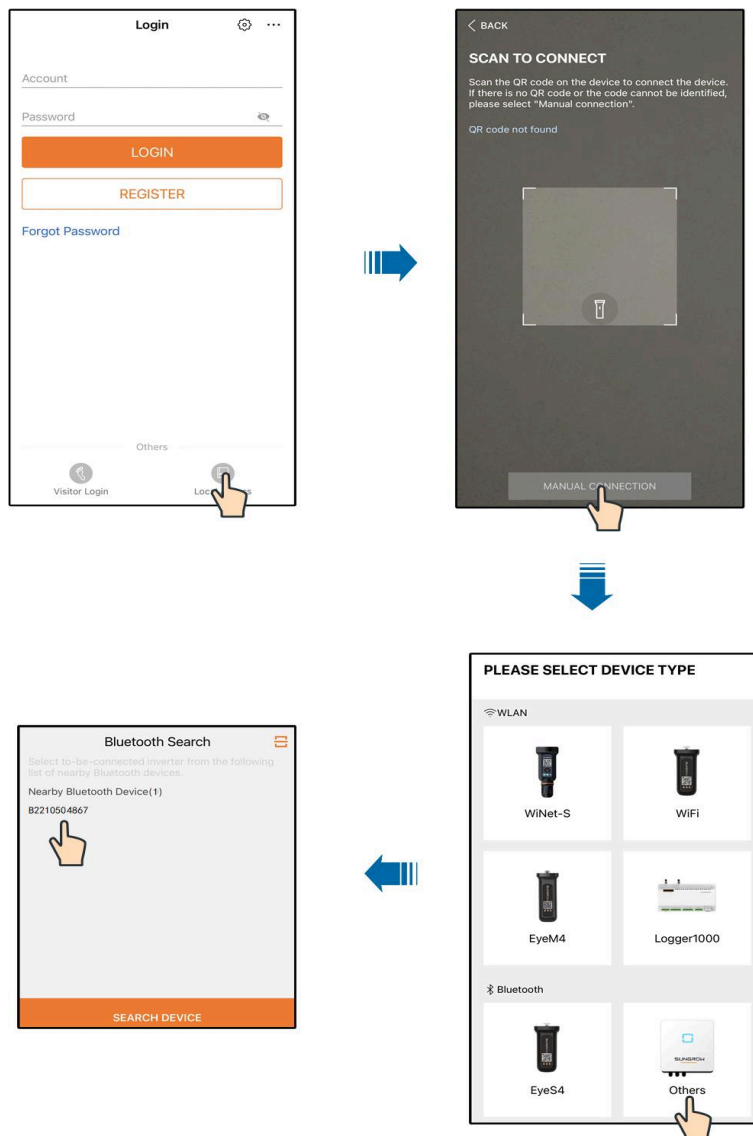 Login
Account
Password
LOGIN
REGISTER
Forgot Password
Others
Visitor Login
BACK
SCAN TO CONNECT
Scan the QR code on the device to connect the device.
If there is no QR code or the code cannot be identified,
please select "Manual connection".
QR code not found
MANUAL CONNECTION
PLEASE SELECT DEVICE TYPE
WLAN
WiNet-S
WiFi
EyeM4
Logger1000
Bluetooth
EyeS4
SUNGROW
Others
Bluetooth Search
Select to-be-connected inverter from the following
list of nearby Bluetooth devices.
Nearby Bluetooth Device(1)
B2210504867
SEARCH DEVICE